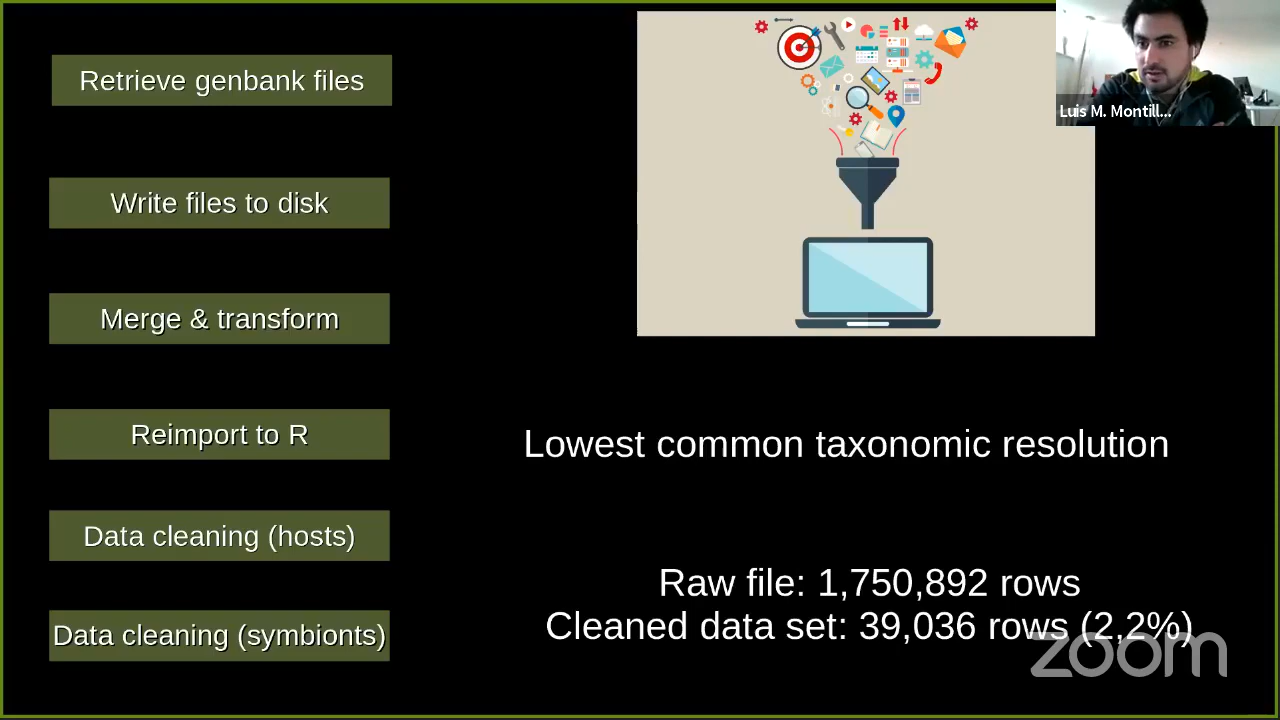 Retrieve genbank files
Write files to disk
Merge & transform
Reimport to R
Data cleaning (hosts)
Data cleaning (symbionts)
Luis M. Montill...
Lowest common taxonomic resolution
Raw file: 1,750,892 rows
Cleaned data set: 39,036 rows (2,2%)
zoom